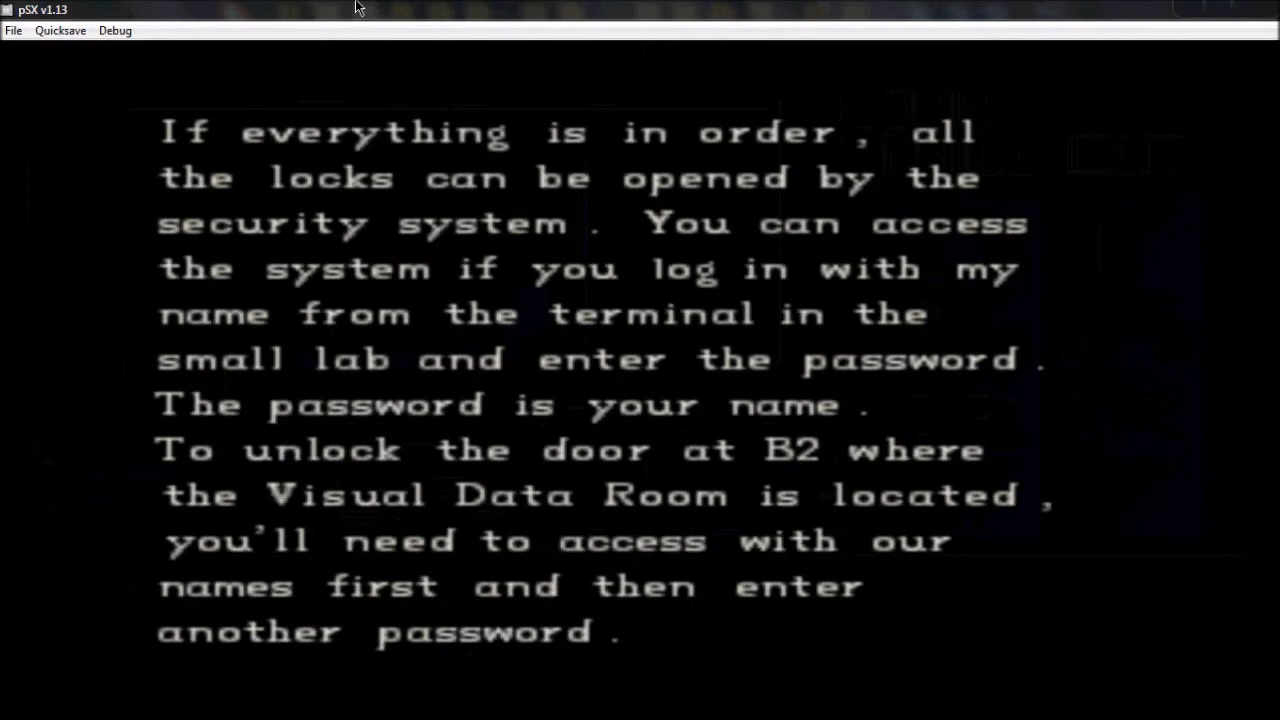 pSX v1.13
File Quicksave Debug
If everything is in order, all
the locks can be opened by the
security system. You can access
the system if you log in with my
name from the terminal in the
small lab and enter the password.
The password is your name.
To unlock the door at B2 where
the Visual Data Room is located,
you'll need to access with our
names first and then enter
another password.